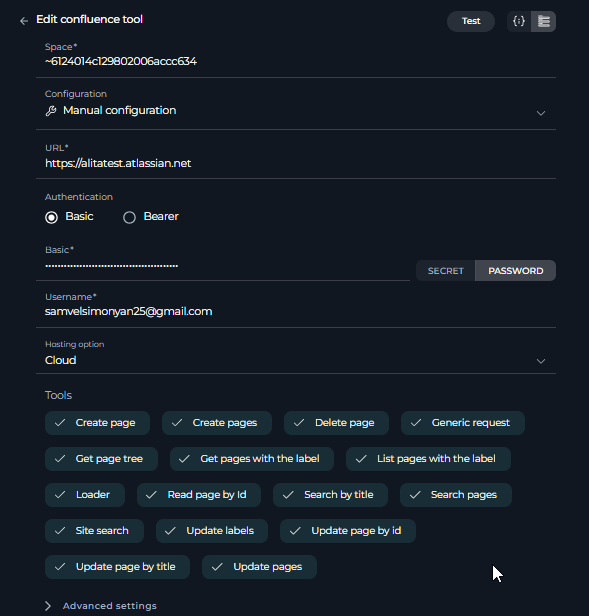 Edit confluence tool
Test
Space*
~6124014c129802006accc634
Configuration
Manual configuration
URL*
https://alitatest.atlassian.net
Authentication
Basic Bearer
Basic*
SECRET PASSWORD
Username*
samvelsimonyan25@gmail.com
Hosting option
Cloud
Tools
Create page Create pages Delete page Generic request
Get page tree Get pages with the label List pages with the label
Loader Read page by Id Search by title Search pages
Site search Update labels Update page by id
Update page by title Update pages
Advanced settings